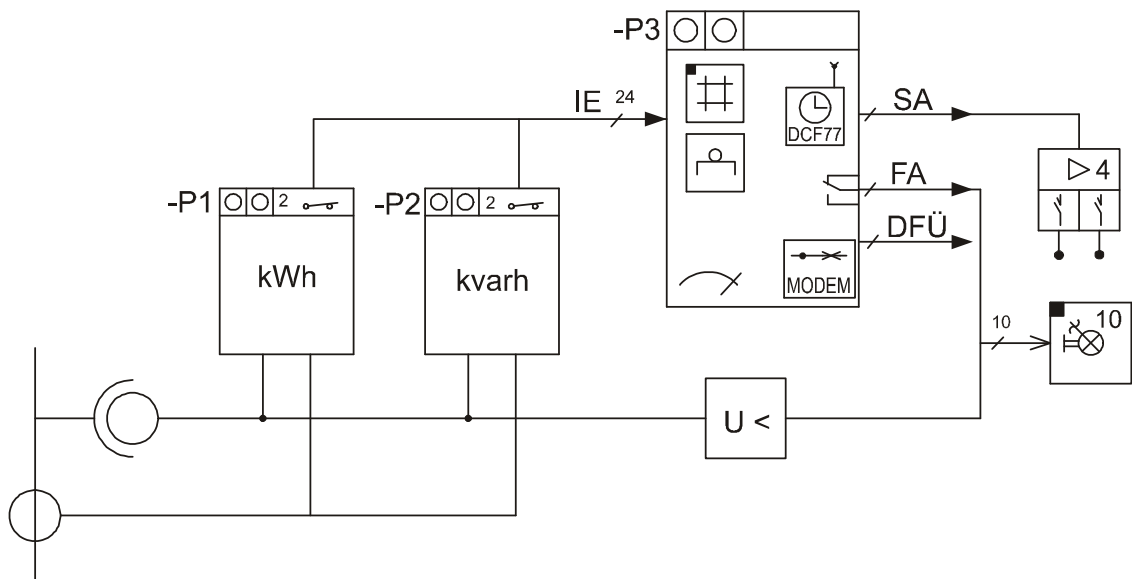 -P3
IE 24
SA
DCF77
4
-P1
2
-P2
2
FA
DFÜ
kWh
kvarh
MODEM
10
10
U <